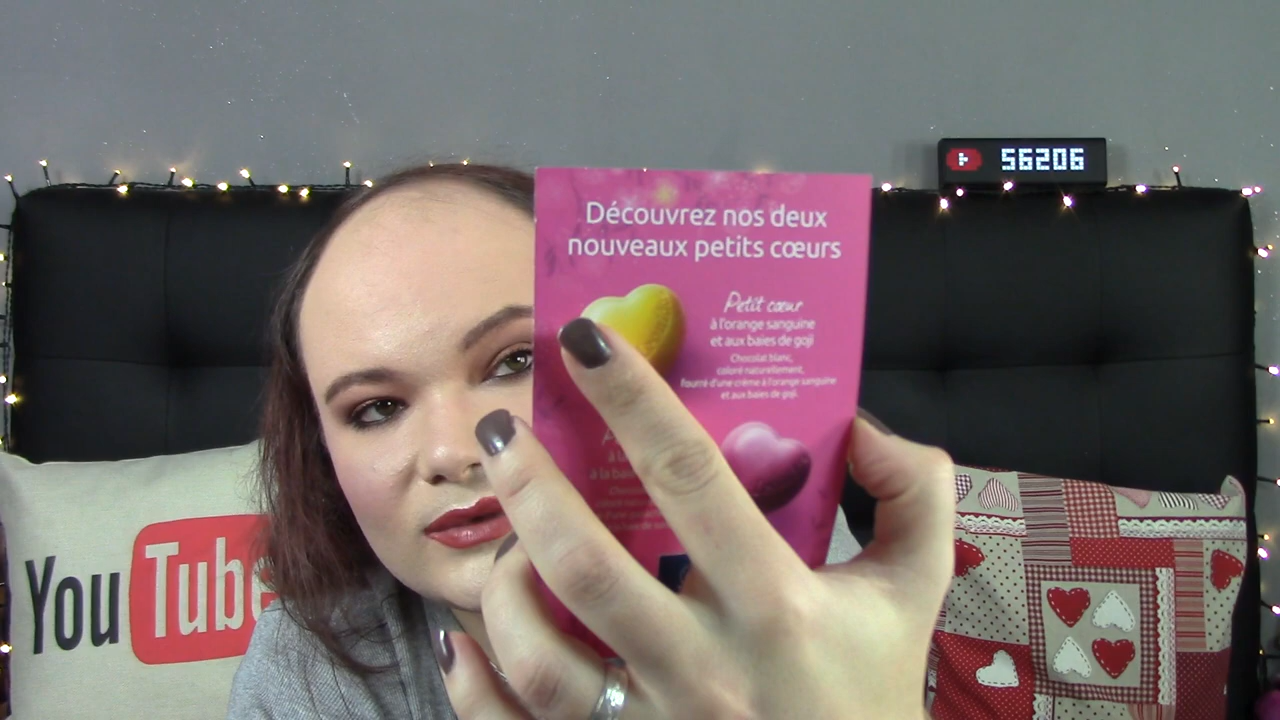 56206
Découvrez nos deux
nouveaux petits cœurs
Petit cœur
à l'orange sanguine
et aux baies de goji
Chocolat blanc,
coloré naturellement,
fourré d'une crème à l'orange sanguine
et aux baies de goji.
You Tube